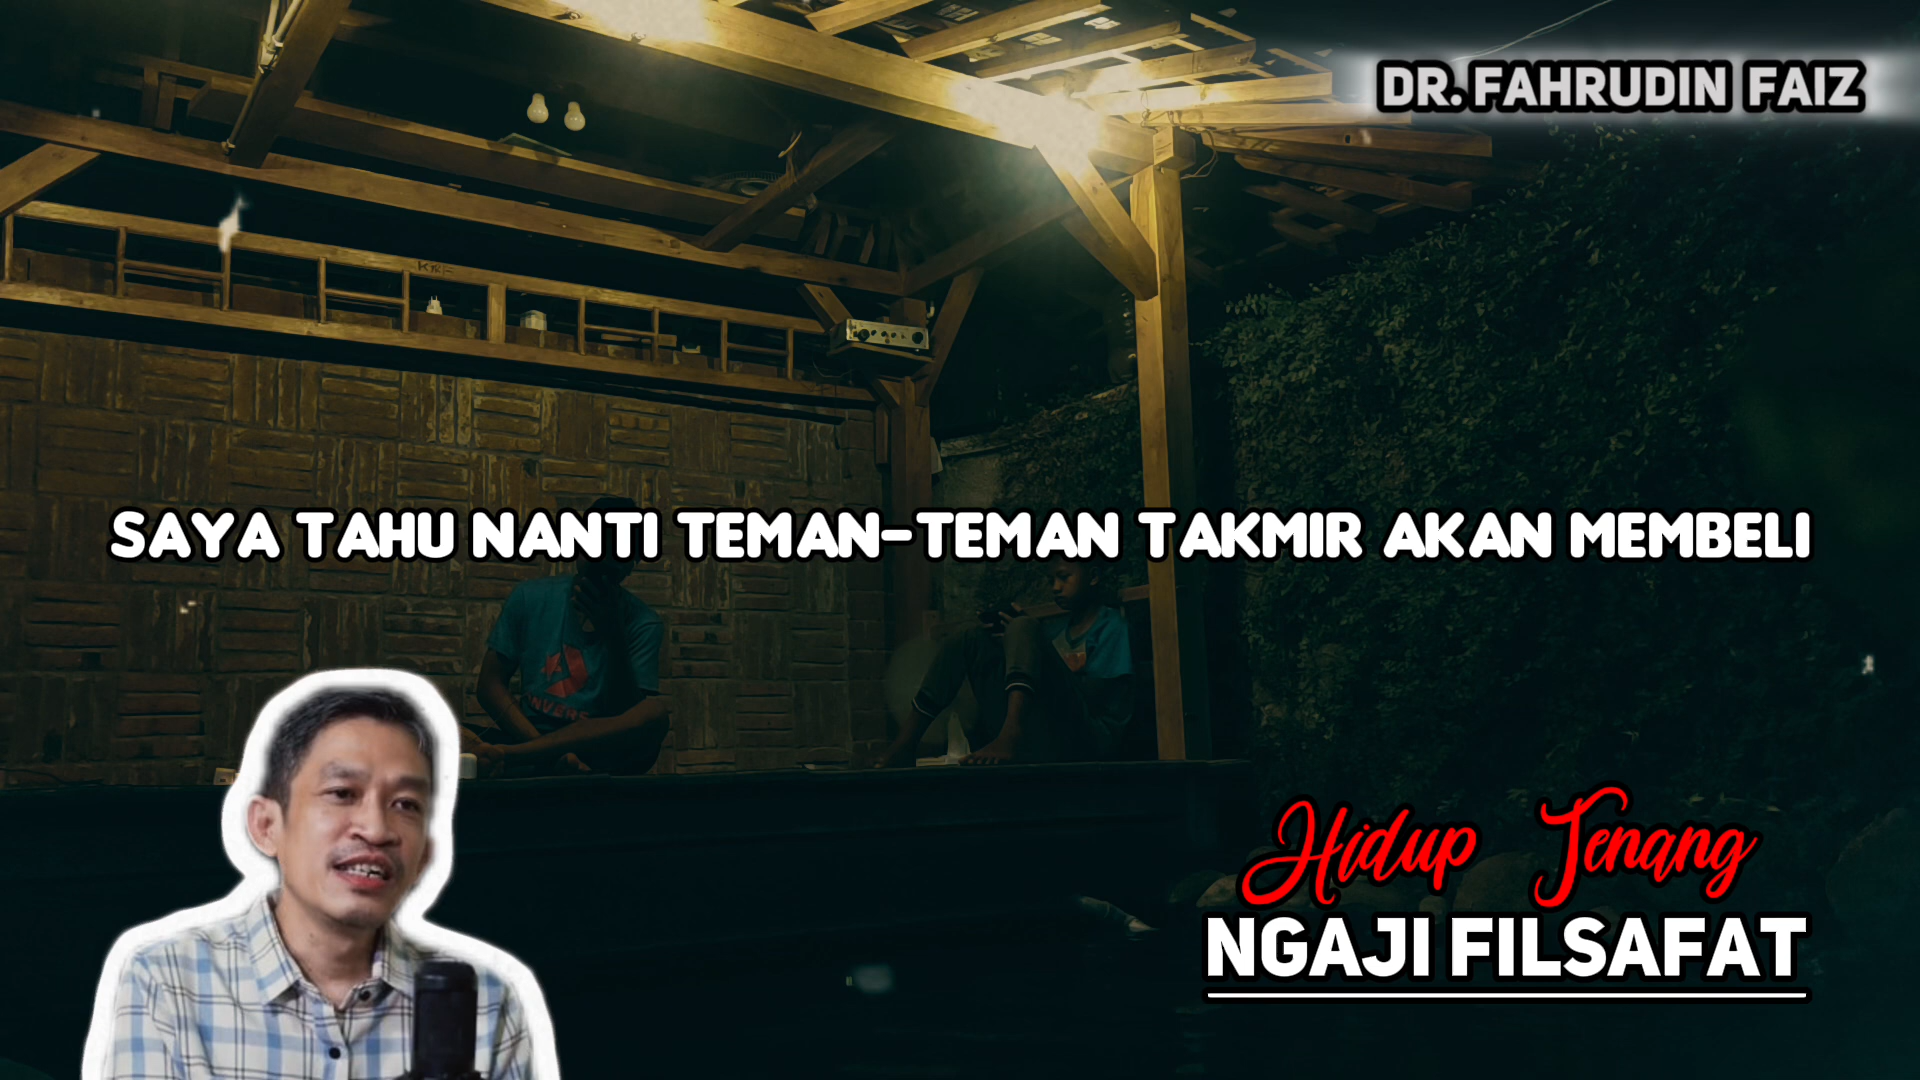 DR. FAHRUDIN FAIZ
SAYA TAHU NANTI TEMAN-TEMAN TAKMIR AKAN MEMBELI
Hidup Tenang
NGAJI FILSAFAT